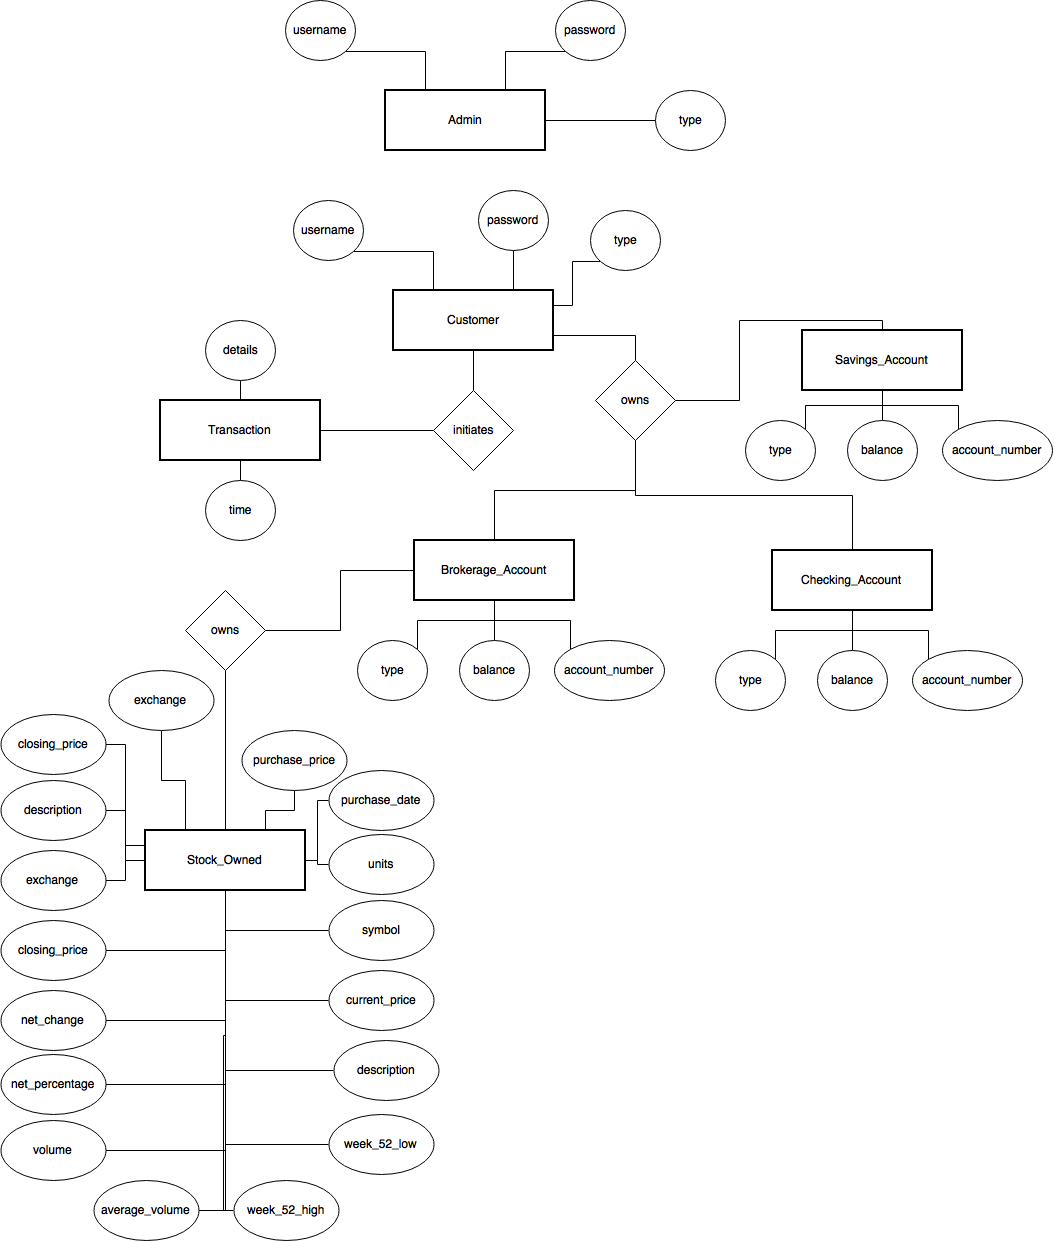 username
password
Admin
type
username
password
type
Customer
details
Savings_Account
owns
Transaction
initiates
type
balance
account_number
time
Brokerage_Account
Checking_Account
owns
type
balance
account_number
type
balance
account_number
exchange
closing_price
purchase_price
purchase_date
description
Stock_Owned
units
exchange
symbol
closing_price
current_price
net_change
description
net_percentage
week_52_low
volume
average_volume
week_52_high